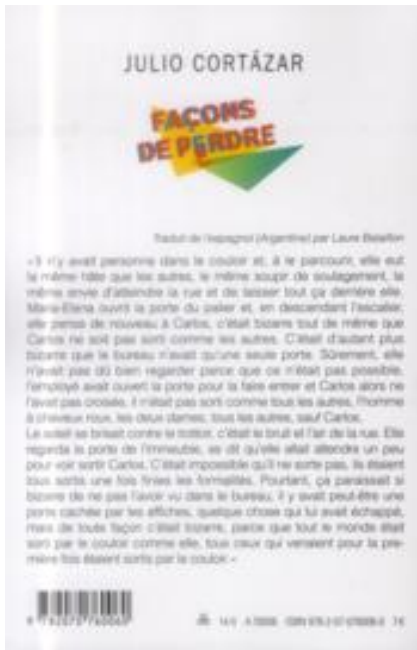 JULIO CORTÁZAR
FAÇONS
DE PERDRE
Traduit de l'espagnol (Argentine) par Laure Bataillon
« Il n'y avait personne dans le couloir et, à le parcourir, elle eut
la même hâte que les autres, le même soupir de soulagement, la
même envie d'atteindre la rue et de laisser tout ça derrière elle.
Maria-Elena ouvrit la porte du palier et, en descendant l'escalier,
elle pensa de nouveau à Carlos, c'était bizarre tout de même que
Carlos ne soit pas sorti comme les autres. C'était d'autant plus
bizarre que le bureau n'avait qu'une seule porte. Sûrement, elle
n'avait pas dû bien regarder parce que ce n'était pas possible,
l'employé avait ouvert la porte pour la faire entrer et Carlos alors ne
l'avait pas croisée, il n'était pas sorti comme tous les autres, l'homme
à cheveux roux, les deux dames, tous les autres, sauf Carlos.
Le soleil se brisait contre le trottoir, c'était le bruit et l'air de la rue. Elle
regarda la porte de l'immeuble, se dit qu'elle allait attendre un peu
pour voir sortir Carlos. C'était impossible qu'il ne sorte pas, ils étaient
tous sortis une fois finies les formalités. Pourtant, ça paraissait si
bizarre de ne pas l'avoir vu dans le bureau, il y avait peut-être une
porte cachée par les affiches, quelque chose qui lui avait échappé,
mais de toute façon c'était bizarre, parce que tout le monde était
sorti par le couloir comme elle, tous ceux qui venaient pour la pre-
mière fois étaient sortis par le couloir. »
9 782070 760060